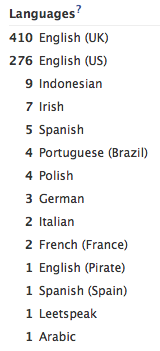 Languages?
410 English (UK)
276 English (US)
9 Indonesian
7 Irish
5 Spanish
4 Portuguese (Brazil)
4 Polish
3 German
2 Italian
2 French (France)
1 English (Pirate)
1 Spanish (Spain)
1 Leetspeak
1 Arabic